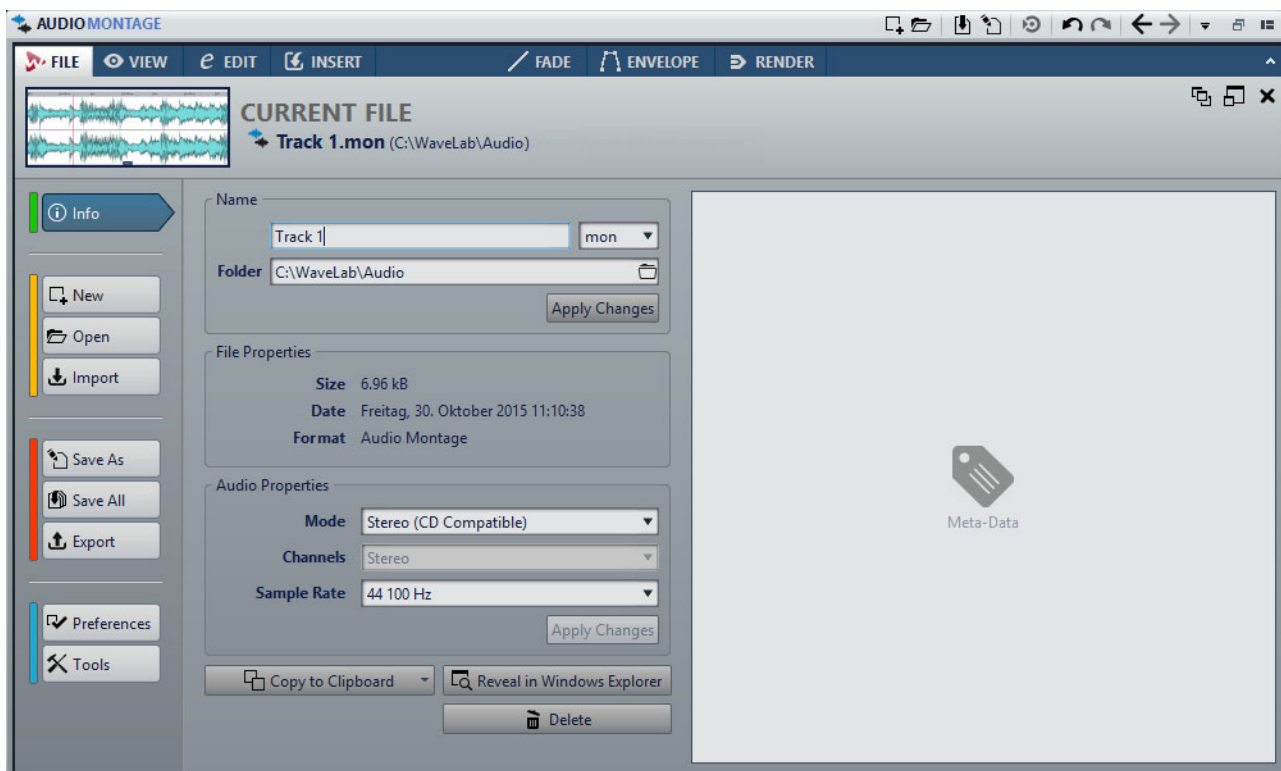 AUDIOMONTAGE
FILE VIEW EDIT INSERT FADE ENVELOPE RENDER
CURRENT FILE
Track 1.mon (C:\WaveLab\Audio)
Info
New
Open
Import
Save As
Save All
Export
Preferences
Tools
Name
Track 1 mon
Folder C:\WaveLab\Audio
Apply Changes
File Properties
Size 6.96 kB
Date Freitag, 30. Oktober 2015 11:10:38
Format Audio Montage
Audio Properties
Mode Stereo (CD Compatible)
Channels Stereo
Sample Rate 44 100 Hz
Apply Changes
Copy to Clipboard Reveal in Windows Explorer
Delete
Meta-Data